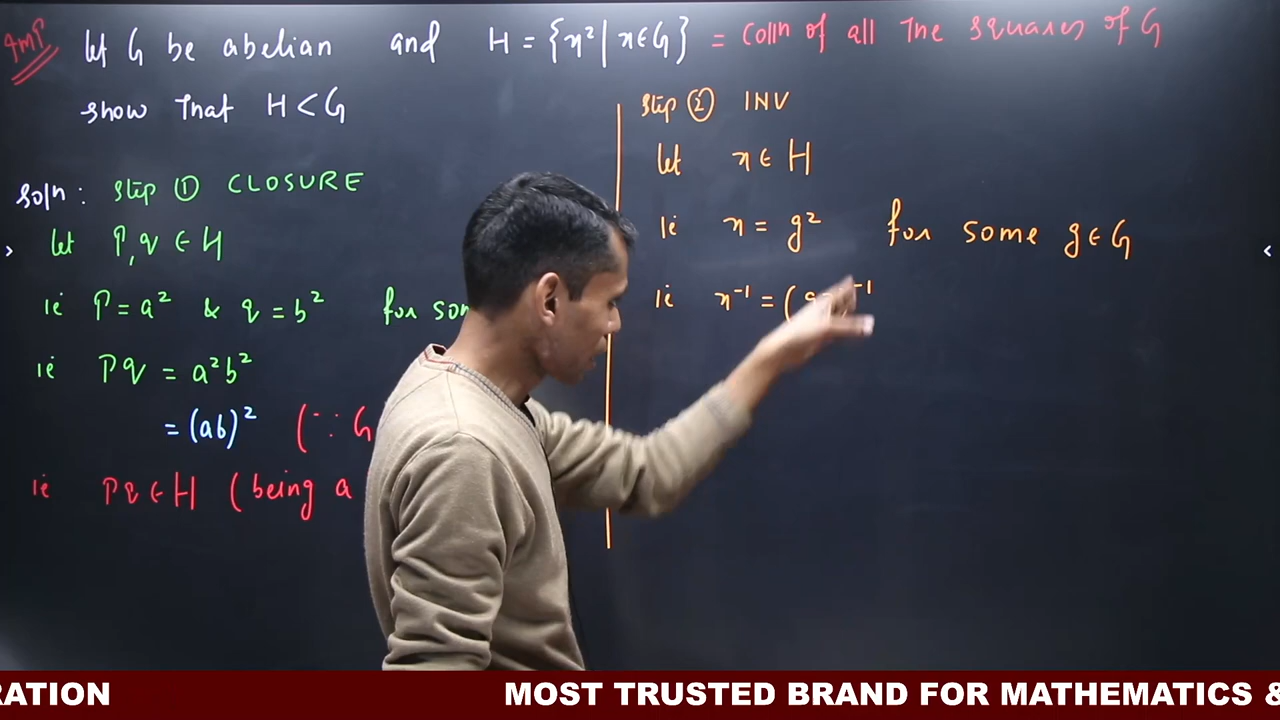 Imp Let G be abelian and H = {x² | x∈G} = Colln of all The squares of G
show That H < G
Soln: Step ① CLOSURE
let P, q ∈ H
ie P = a² & q = b² for som
ie Pq = a²b²
= (ab)² (∵ G
ie Pq ∈ H (being a
Step ② INV
let x ∈ H
ie x = g² for some g∈G
ie x⁻¹ = (
RATION MOST TRUSTED BRAND FOR MATHEMATICS &